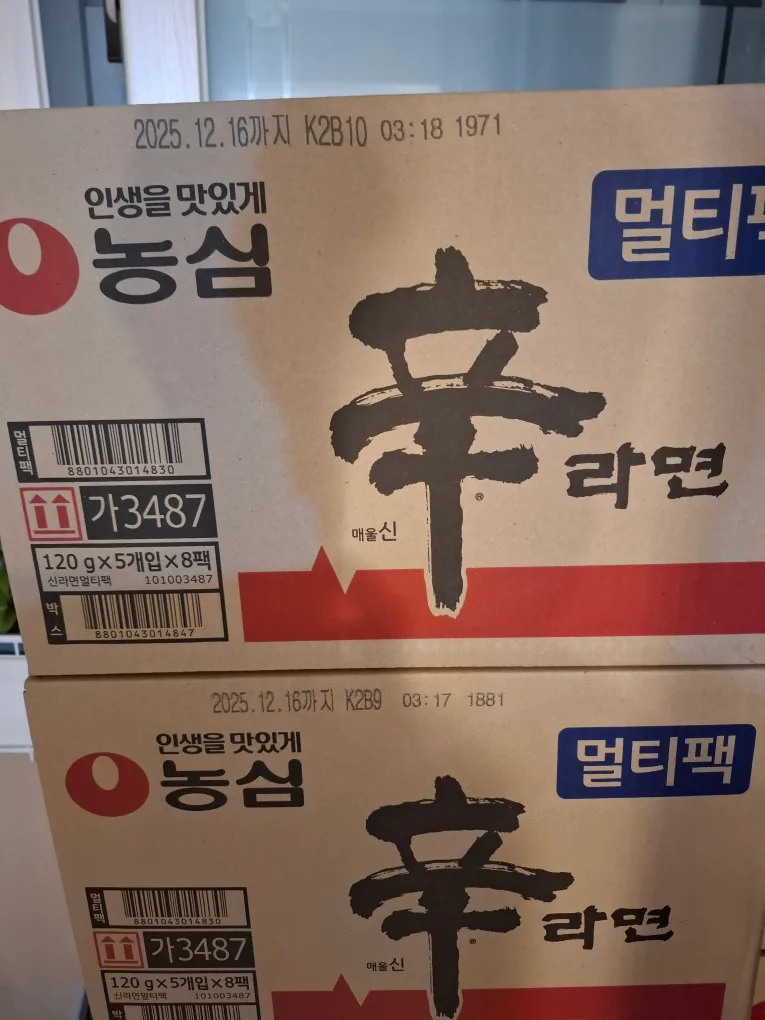 2025.12.16까지 K2B10 03:18 1971
인생을 맛있게
농심
멀티팩
辛라면
®
매울신
멀티팩
8801043014830
가3487
120 g×5개입×8팩
신라면멀티팩 101003487
박스
8801043014847
2025.12.16까지 K2B9 03:17 1881
인생을 맛있게
농심
멀티팩
辛라면
®
매울신
멀티팩
8801043014830
가3487
120 g×5개입×8팩
신라면멀티팩 101003487
박